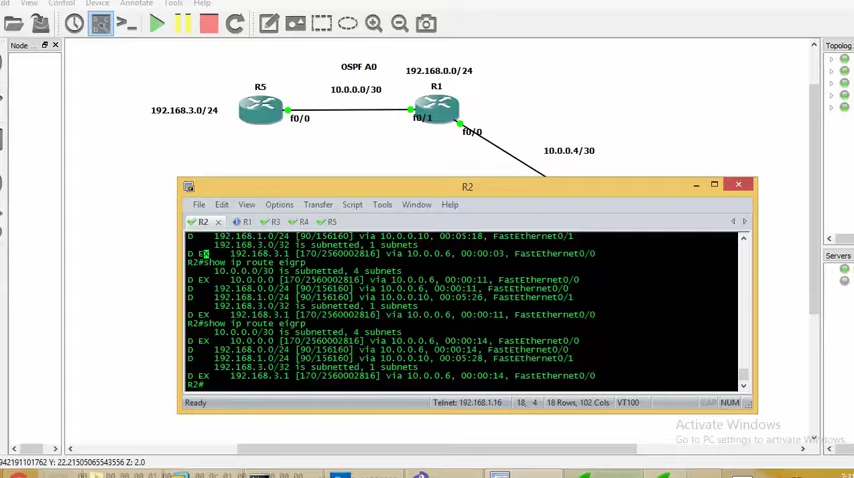 dit View Control Device Annotate Tools Help
Node ...
Topolog
OSPF A0
192.168.0.0/24
R5
10.0.0.0/30
R1
192.168.3.0/24
f0/0
f0/1
f0/0
10.0.0.4/30
R2
File Edit View Options Transfer Script Tools Window Help
R2 R1 R3 R4 R5
D 192.168.1.0/24 [90/156160] via 10.0.0.10, 00:05:18, FastEthernet0/1
192.168.3.0/32 is subnetted, 1 subnets
D EX 192.168.3.1 [170/2560002816] via 10.0.0.6, 00:00:03, FastEthernet0/0
R2#show ip route eigrp
10.0.0.0/30 is subnetted, 4 subnets
D EX 10.0.0.0 [170/2560002816] via 10.0.0.6, 00:00:11, FastEthernet0/0
D 192.168.0.0/24 [90/156160] via 10.0.0.6, 00:00:11, FastEthernet0/0
D 192.168.1.0/24 [90/156160] via 10.0.0.10, 00:05:26, FastEthernet0/1
192.168.3.0/32 is subnetted, 1 subnets
D EX 192.168.3.1 [170/2560002816] via 10.0.0.6, 00:00:11, FastEthernet0/0
R2#show ip route eigrp
10.0.0.0/30 is subnetted, 4 subnets
D EX 10.0.0.0 [170/2560002816] via 10.0.0.6, 00:00:14, FastEthernet0/0
D 192.168.0.0/24 [90/156160] via 10.0.0.6, 00:00:14, FastEthernet0/0
D 192.168.1.0/24 [90/156160] via 10.0.0.10, 00:05:28, FastEthernet0/1
192.168.3.0/32 is subnetted, 1 subnets
D EX 192.168.3.1 [170/2560002816] via 10.0.0.6, 00:00:14, FastEthernet0/0
R2#
Servers
Ready Telnet: 192.168.1.16 18, 4 18 Rows, 102 Cols VT100 CAP NUM
Activate Windows
Go to PC settings to activate Windows.
942191101762 Y: 22.21505065543556 Z: 2.0